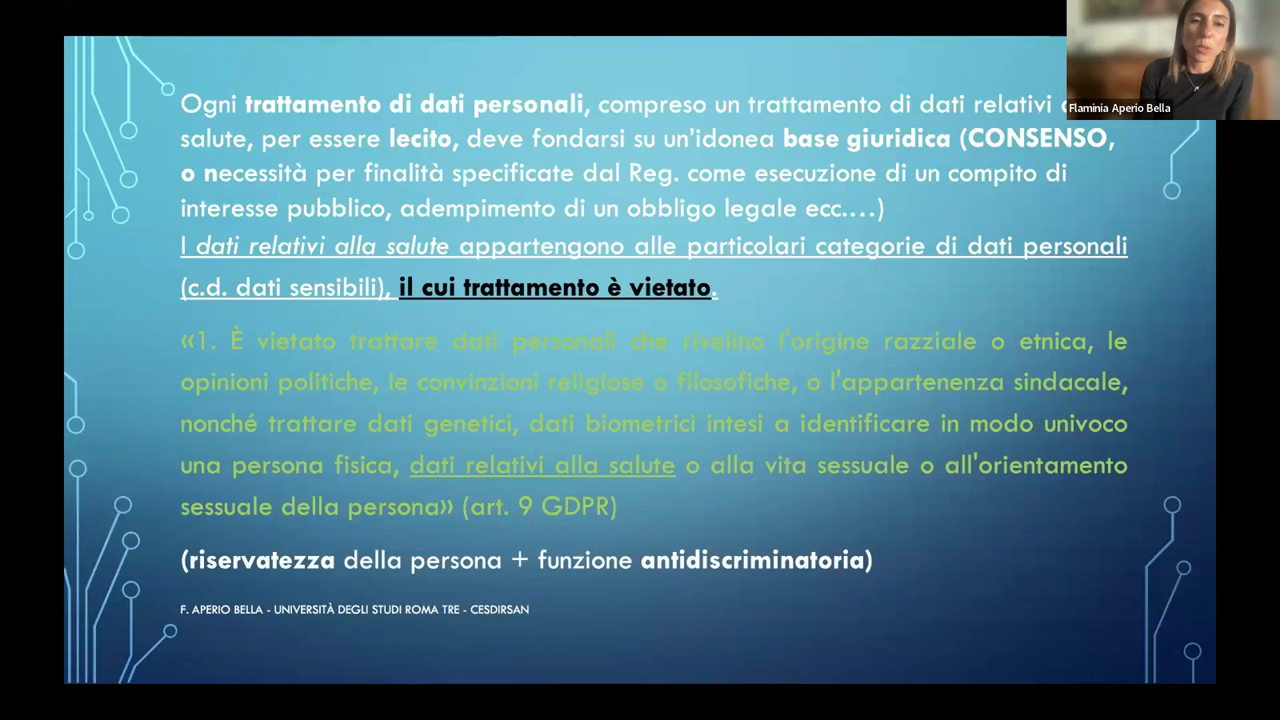 Flaminia Aperio Bella
Ogni trattamento di dati personali, compreso un trattamento di dati relativi
salute, per essere lecito, deve fondarsi su un'idonea base giuridica (CONSENSO,
o necessità per finalità specificate dal Reg. come esecuzione di un compito di
interesse pubblico, adempimento di un obbligo legale ecc.…)
I dati relativi alla salute appartengono alle particolari categorie di dati personali
(c.d. dati sensibili), il cui trattamento è vietato.
«1. È vietato trattare dati personali che rivelino l'origine razziale o etnica, le
opinioni politiche, le convinzioni religiose o filosofiche, o l'appartenenza sindacale,
nonché trattare dati genetici, dati biometrici intesi a identificare in modo univoco
una persona fisica, dati relativi alla salute o alla vita sessuale o all'orientamento
sessuale della persona» (art. 9 GDPR)
(riservatezza della persona + funzione antidiscriminatoria)
F. APERIO BELLA - UNIVERSITÀ DEGLI STUDI ROMA TRE - CESDIRSAN